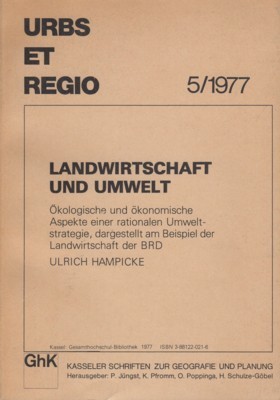 URBS
ET
REGIO 5/1977
LANDWIRTSCHAFT
UND UMWELT
Ökologische und ökonomische
Aspekte einer rationalen Umwelt-
strategie, dargestellt am Beispiel der
Landwirtschaft der BRD
ULRICH HAMPICKE
Kassel: Gesamthochschul-Bibliothek 1977 ISBN 3-88122-021-6
GhK KASSELER SCHRIFTEN ZUR GEOGRAFIE UND PLANUNG
Herausgeber: P. Jüngst, K. Pfromm, O. Poppinga, H. Schulze-Göbel